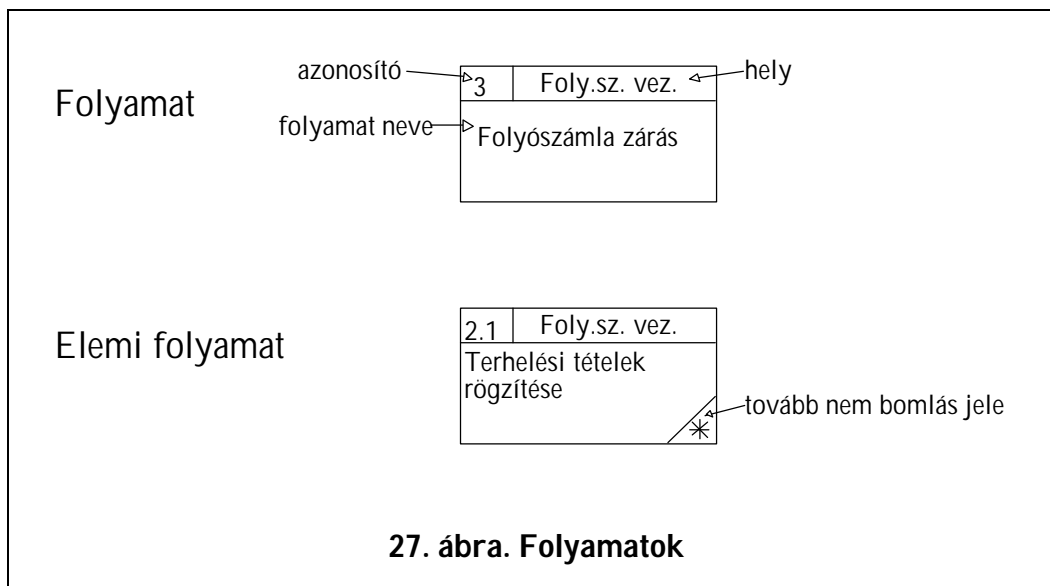 azonosító
3
Foly.sz. vez.
hely
Folyamat
folyamat neve
Folyószámla zárás
2.1
Foly.sz. vez.
Elemi folyamat
Terhelési tételek
rögzítése
tovább nem bomlás jele
27. ábra. Folyamatok